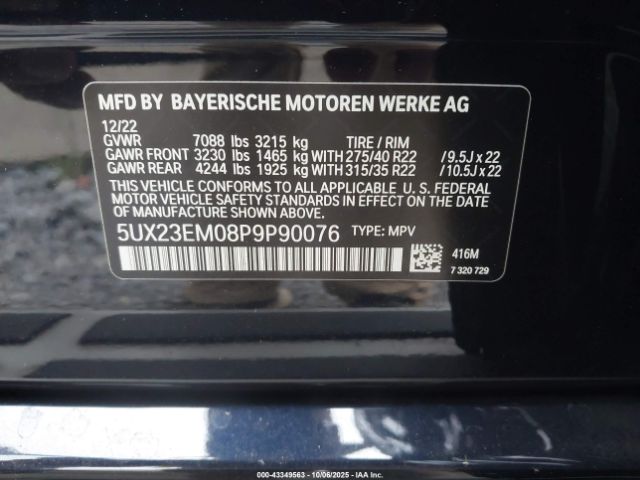 MFD BY BAYERISCHE MOTOREN WERKE AG
12/22
GVWR 7088 lbs 3215 kg TIRE / RIM
GAWR FRONT 3230 lbs 1465 kg WITH 275/40 R22 / 9.5J x 22
GAWR REAR 4244 lbs 1925 kg WITH 315/35 R22 / 10.5J x 22
THIS VEHICLE CONFORMS TO ALL APPLICABLE U. S. FEDERAL
MOTOR VEHICLE SAFETY STANDARDS IN EFFECT ON THE
DATE OF MANUFACTURE SHOWN ABOVE.
5UX23EM08P9P90076 TYPE: MPV
416M
7 320 729
000-43349563 - 10/06/2025 - IAA Inc.